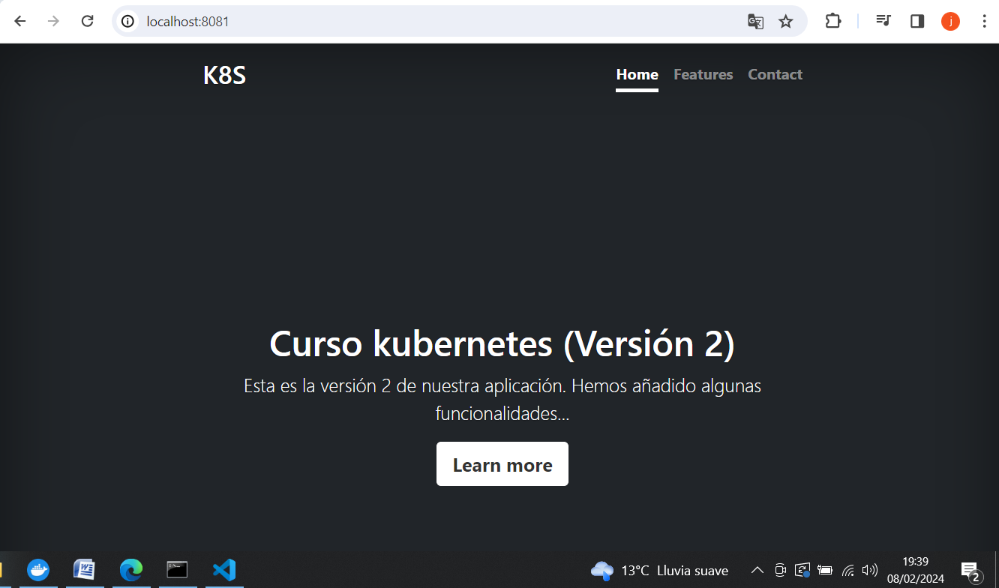 localhost:8081
j
K8S
Home Features Contact
Curso kubernetes (Versión 2)
Esta es la versión 2 de nuestra aplicación. Hemos añadido algunas
funcionalidades...
Learn more
13°C Lluvia suave
19:39
08/02/2024
2